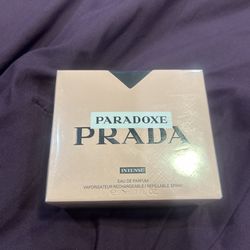 PARADOXE
PRADA
INTENSE
EAU DE PARFUM
VAPORISATEUR RECHARGEABLE / REFILLABLE SPRAY